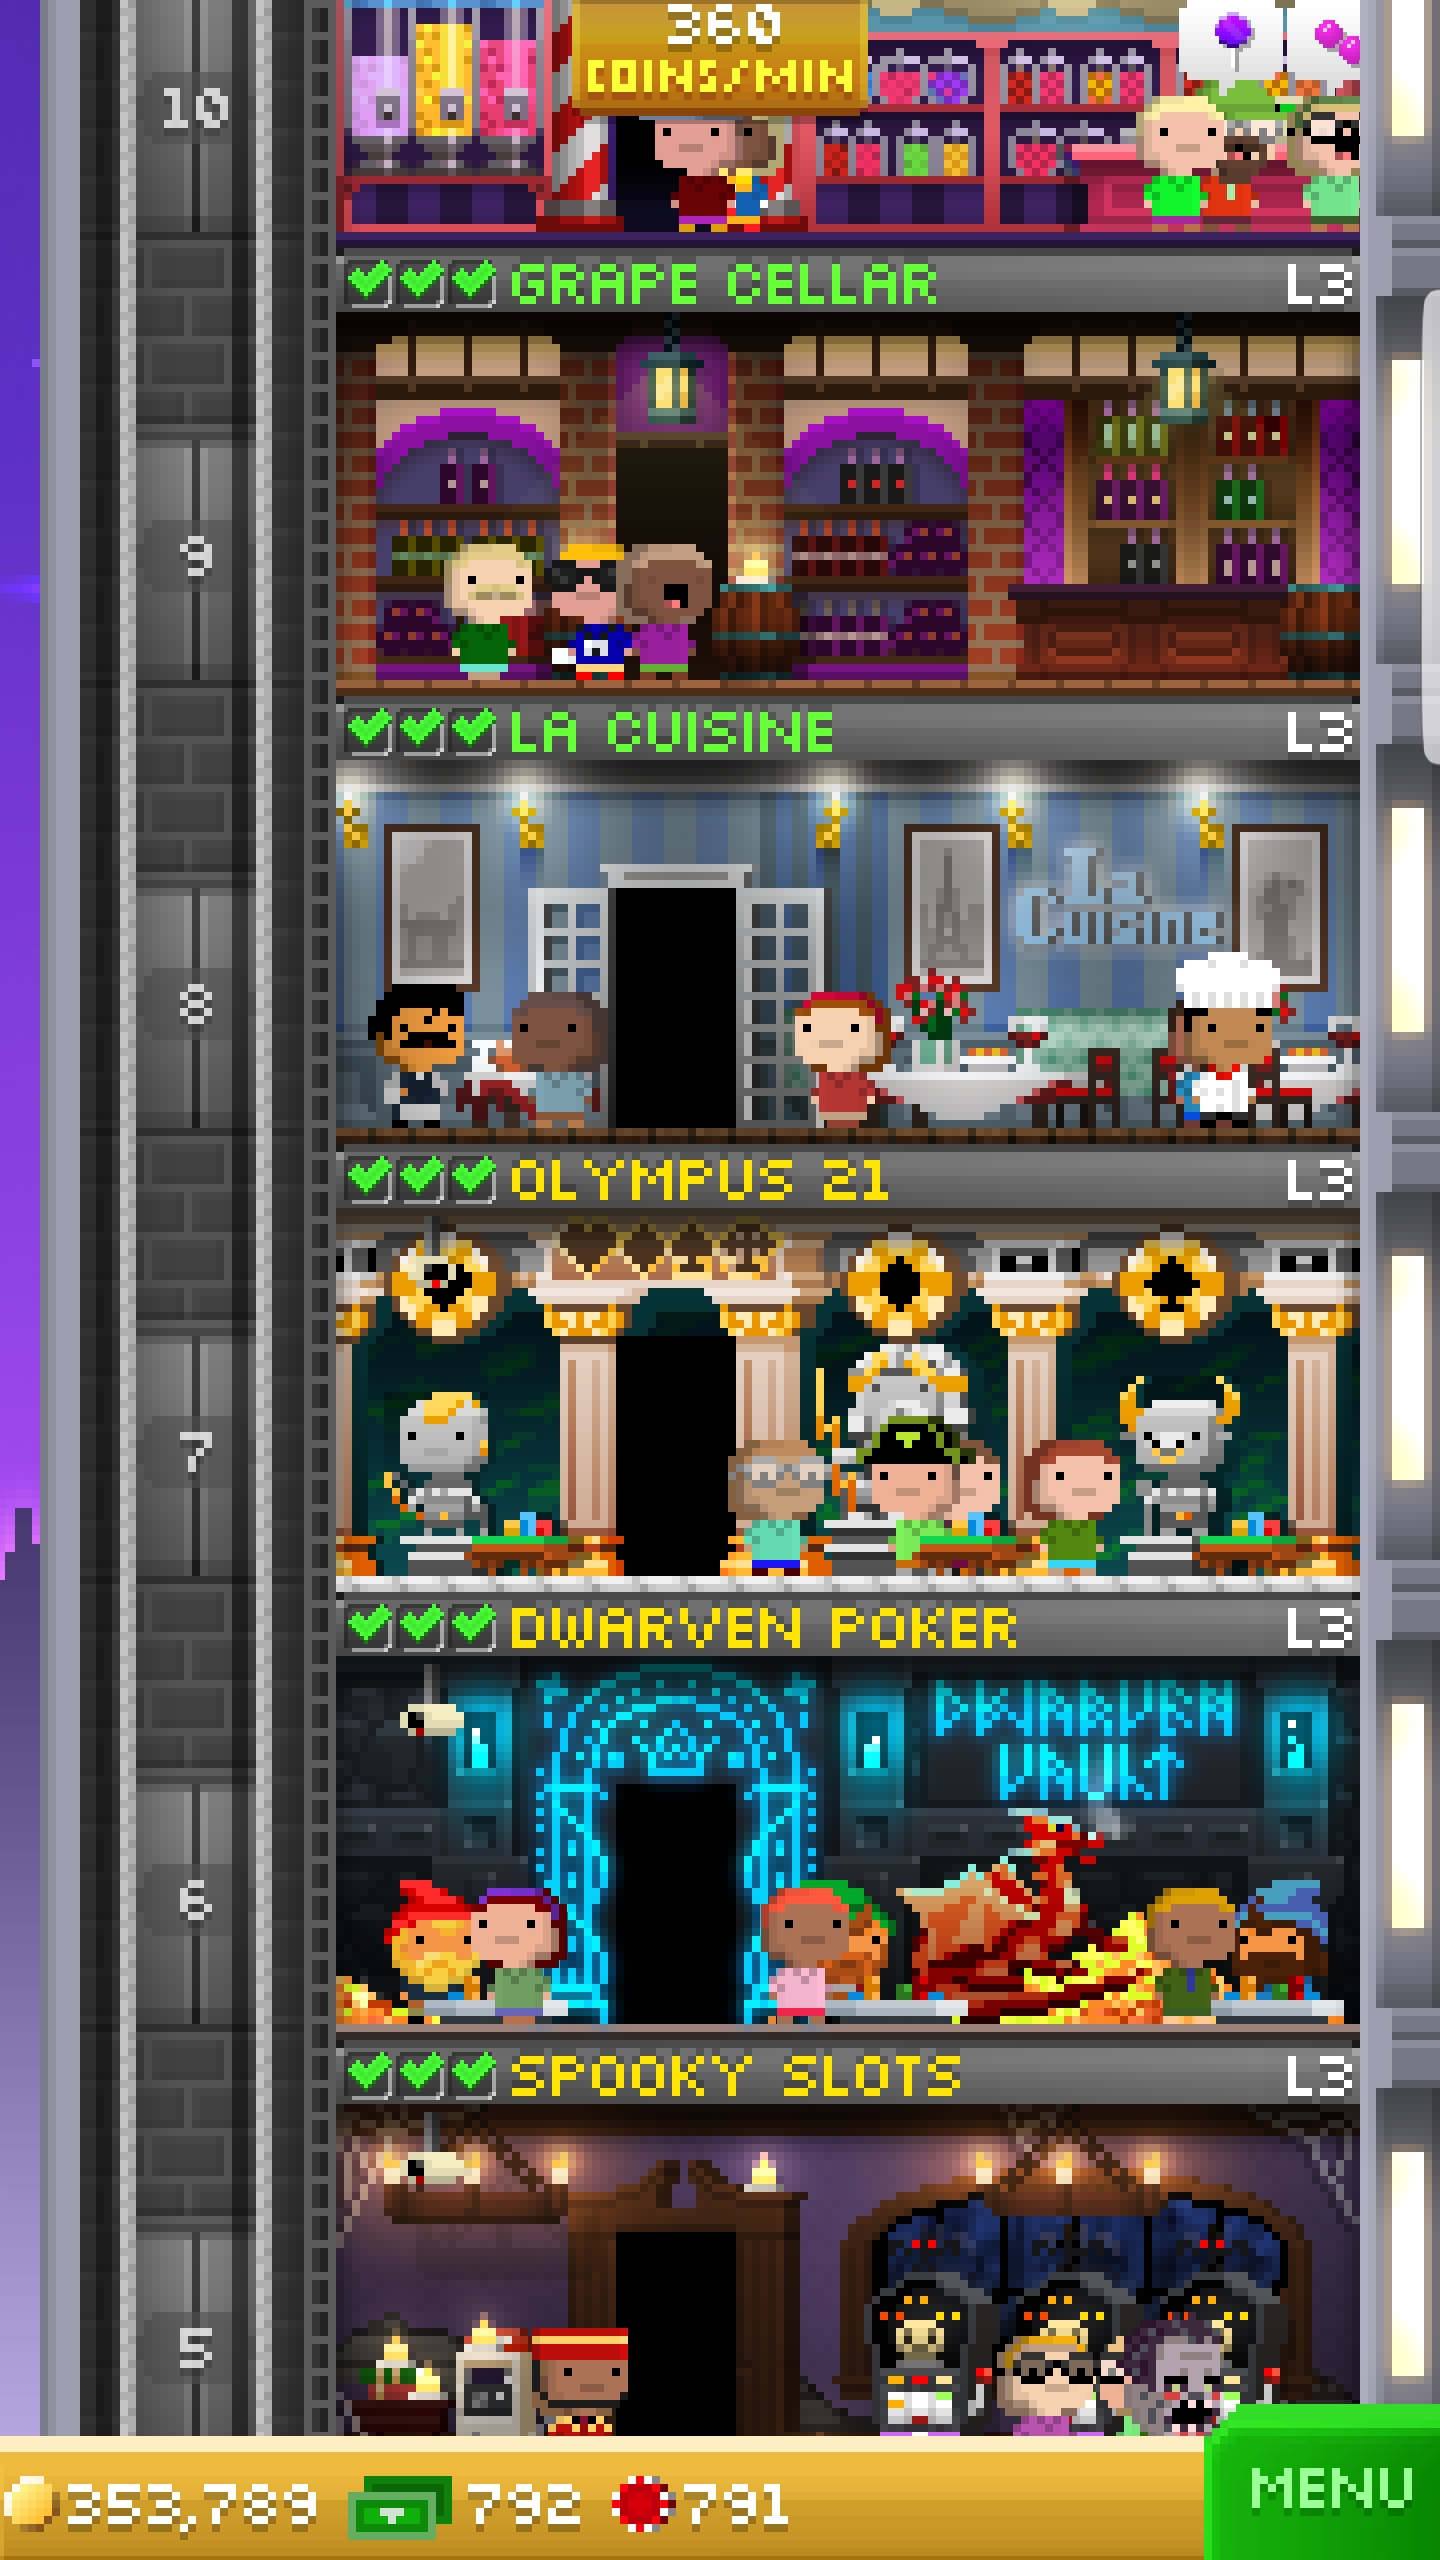 360
COINS/MIN
10
GRAPE CELLAR L3
9
LA CUISINE L3
La
Cuisine
8
OLYMPUS 21 L3
7
DWARVEN POKER L3
DWARVEN
VAULT
6
SPOOKY SLOTS L3
5
353,789 792 791
MENU